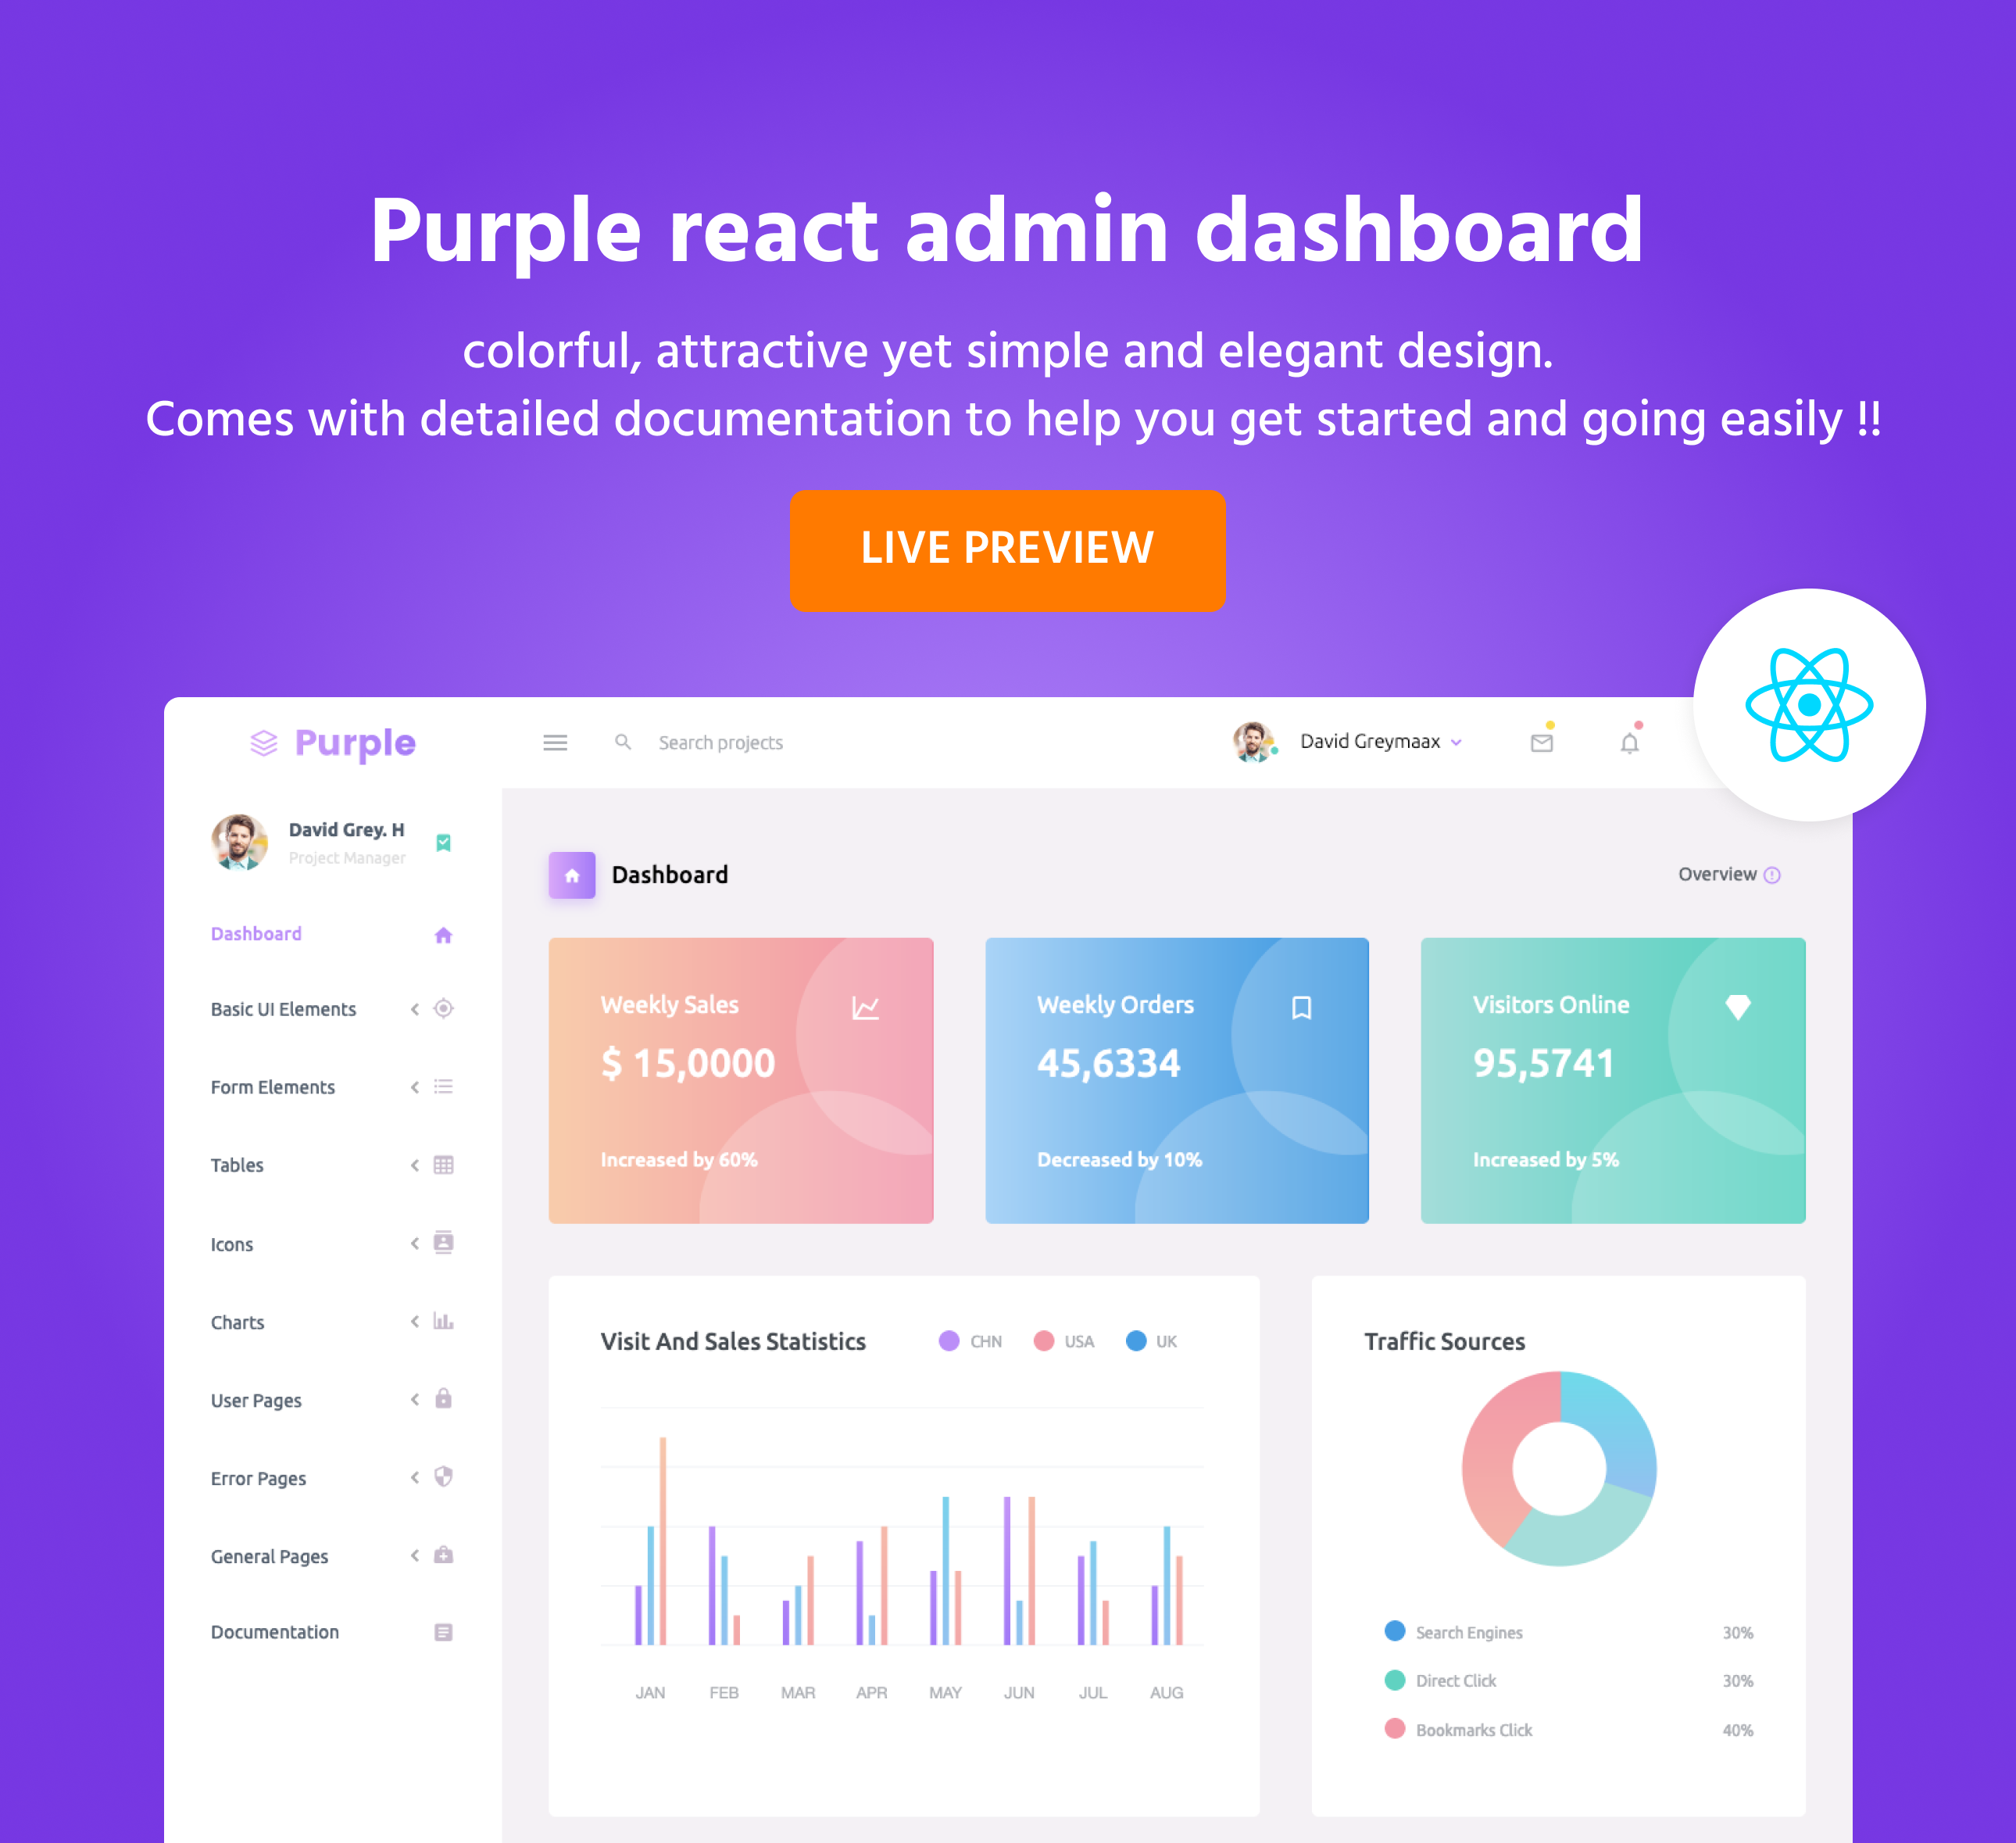 Purple react admin dashboard
colorful, attractive yet simple and elegant design.
Comes with detailed documentation to help you get started and going easily !!
LIVE PREVIEW
Purple
Search projects
David Greymaax
David Grey. H
Project Manager
Dashboard
Basic UI Elements
Form Elements
Tables
Icons
Charts
User Pages
Error Pages
General Pages
Documentation
Dashboard
Overview
Weekly Sales
$ 15,0000
Increased by 60%
Weekly Orders
45,6334
Decreased by 10%
Visitors Online
95,5741
Increased by 5%
Visit And Sales Statistics
CHN USA UK
JAN FEB MAR APR MAY JUN JUL AUG
Traffic Sources
Search Engines 30%
Direct Click 30%
Bookmarks Click 40%